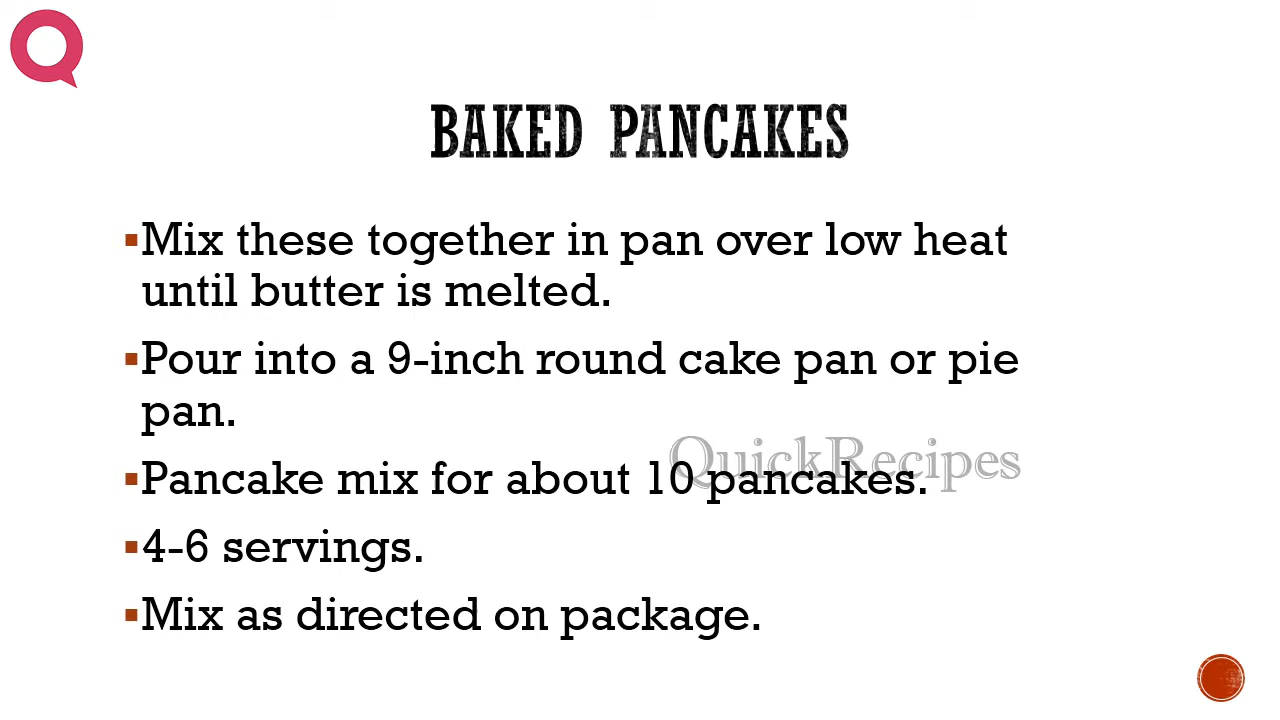 BAKED PANCAKES
▪Mix these together in pan over low heat
until butter is melted.
▪Pour into a 9-inch round cake pan or pie
pan.
QuickRecipes
▪Pancake mix for about 10 pancakes.
▪4-6 servings.
▪Mix as directed on package.